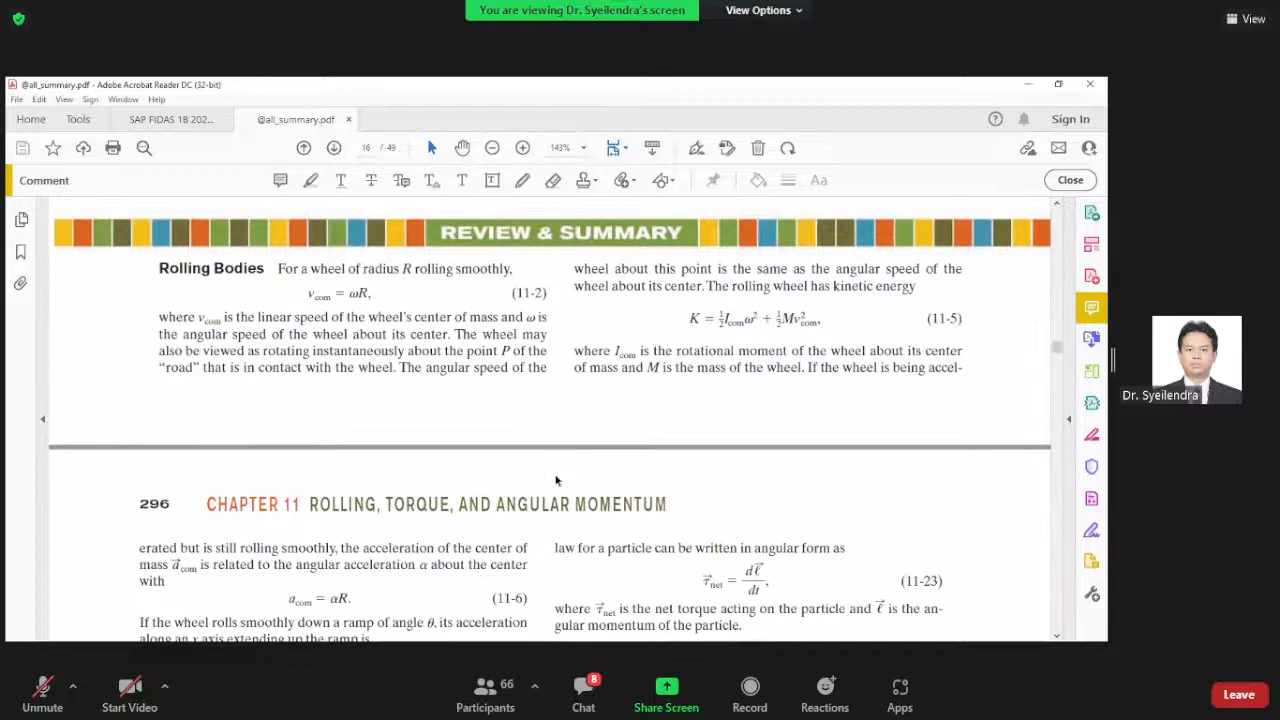 You are viewing Dr. Syeilendra's screen
View Options
View
@all_summary.pdf - Adobe Acrobat Reader DC (32-bit)
File Edit View Sign Window Help
Home Tools SAP FIDAS 1B 202... @all_summary.pdf ×
Sign In
16 / 49
143%
Comment
Aa
Close
REVIEW & SUMMARY
Rolling Bodies For a wheel of radius R rolling smoothly,
v_com = ωR, (11-2)
where v_com is the linear speed of the wheel's center of mass and ω is
the angular speed of the wheel about its center. The wheel may
also be viewed as rotating instantaneously about the point P of the
“road” that is in contact with the wheel. The angular speed of the
wheel about this point is the same as the angular speed of the
wheel about its center. The rolling wheel has kinetic energy
K = ½I_comω² + ½Mv²_com, (11-5)
where I_com is the rotational moment of the wheel about its center
of mass and M is the mass of the wheel. If the wheel is being accel-
296 CHAPTER 11 ROLLING, TORQUE, AND ANGULAR MOMENTUM
erated but is still rolling smoothly, the acceleration of the center of
mass a⃗_com is related to the angular acceleration α about the center
with
a_com = αR. (11-6)
If the wheel rolls smoothly down a ramp of angle θ, its acceleration
along an x axis extending up the ramp is
law for a particle can be written in angular form as
τ⃗_net = dℓ⃗/dt, (11-23)
where τ⃗_net is the net torque acting on the particle and ℓ⃗ is the an-
gular momentum of the particle.
Dr. Syeilendra
Unmute
Start Video
66
Participants
8
Chat
Share Screen
Record
Reactions
Apps
Leave